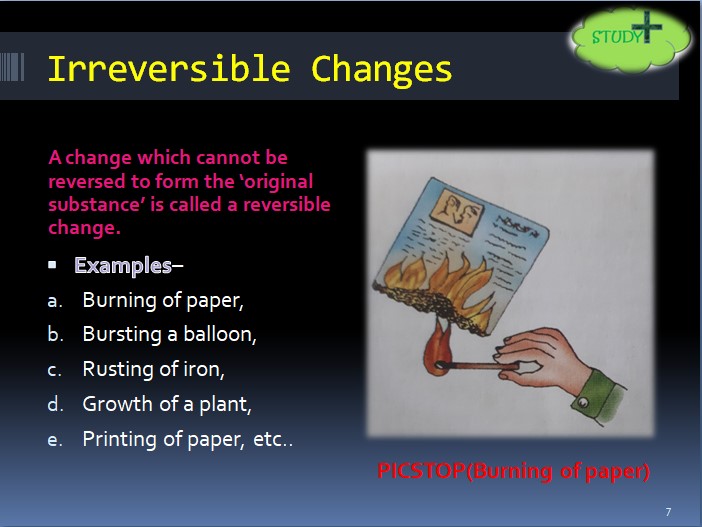 STUDY+
Irreversible Changes
A change which cannot be
reversed to form the ‘original
substance’ is called a reversible
change.
Examples–
a. Burning of paper,
b. Bursting a balloon,
c. Rusting of iron,
d. Growth of a plant,
e. Printing of paper, etc..
PICSTOP(Burning of paper)
7